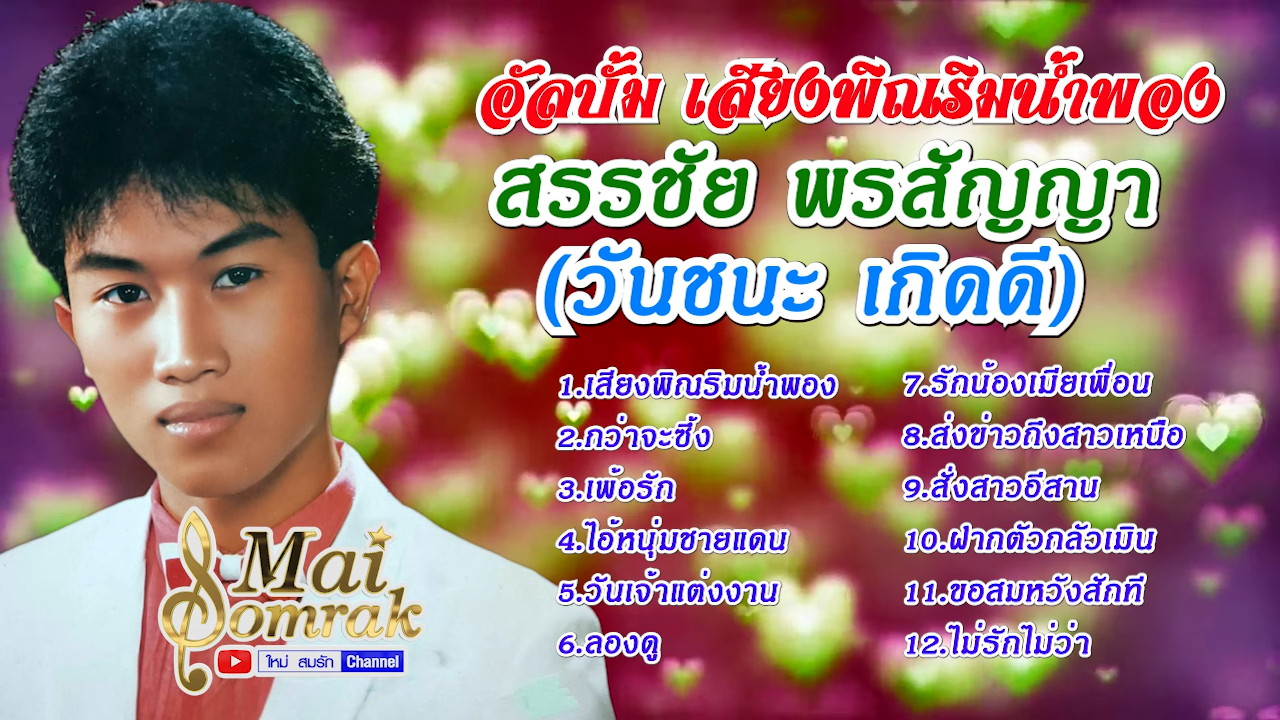 อัลบั้ม เสียงพิณริมน้ำพอง
สรรชัย พรสัญญา
(วันชนะ เกิดดี)
1.เสียงพิณริมน้ำพอง
2.กว่าจะซึ้ง
3.เพ้อรัก
4.ไอ้หนุ่มชายแดน
5.วันเจ้าแต่งงาน
6.ลองดู
7.รักน้องเมียเพื่อน
8.ส่งข่าวถึงสาวเหนือ
9.สั่งสาวอีสาน
10.ฝากตัวกลัวเมิน
11.ขอสมหวังสักที
12.ไม่รักไม่ว่า
Mai
Somrak
ใหม่ สมรัก Channel